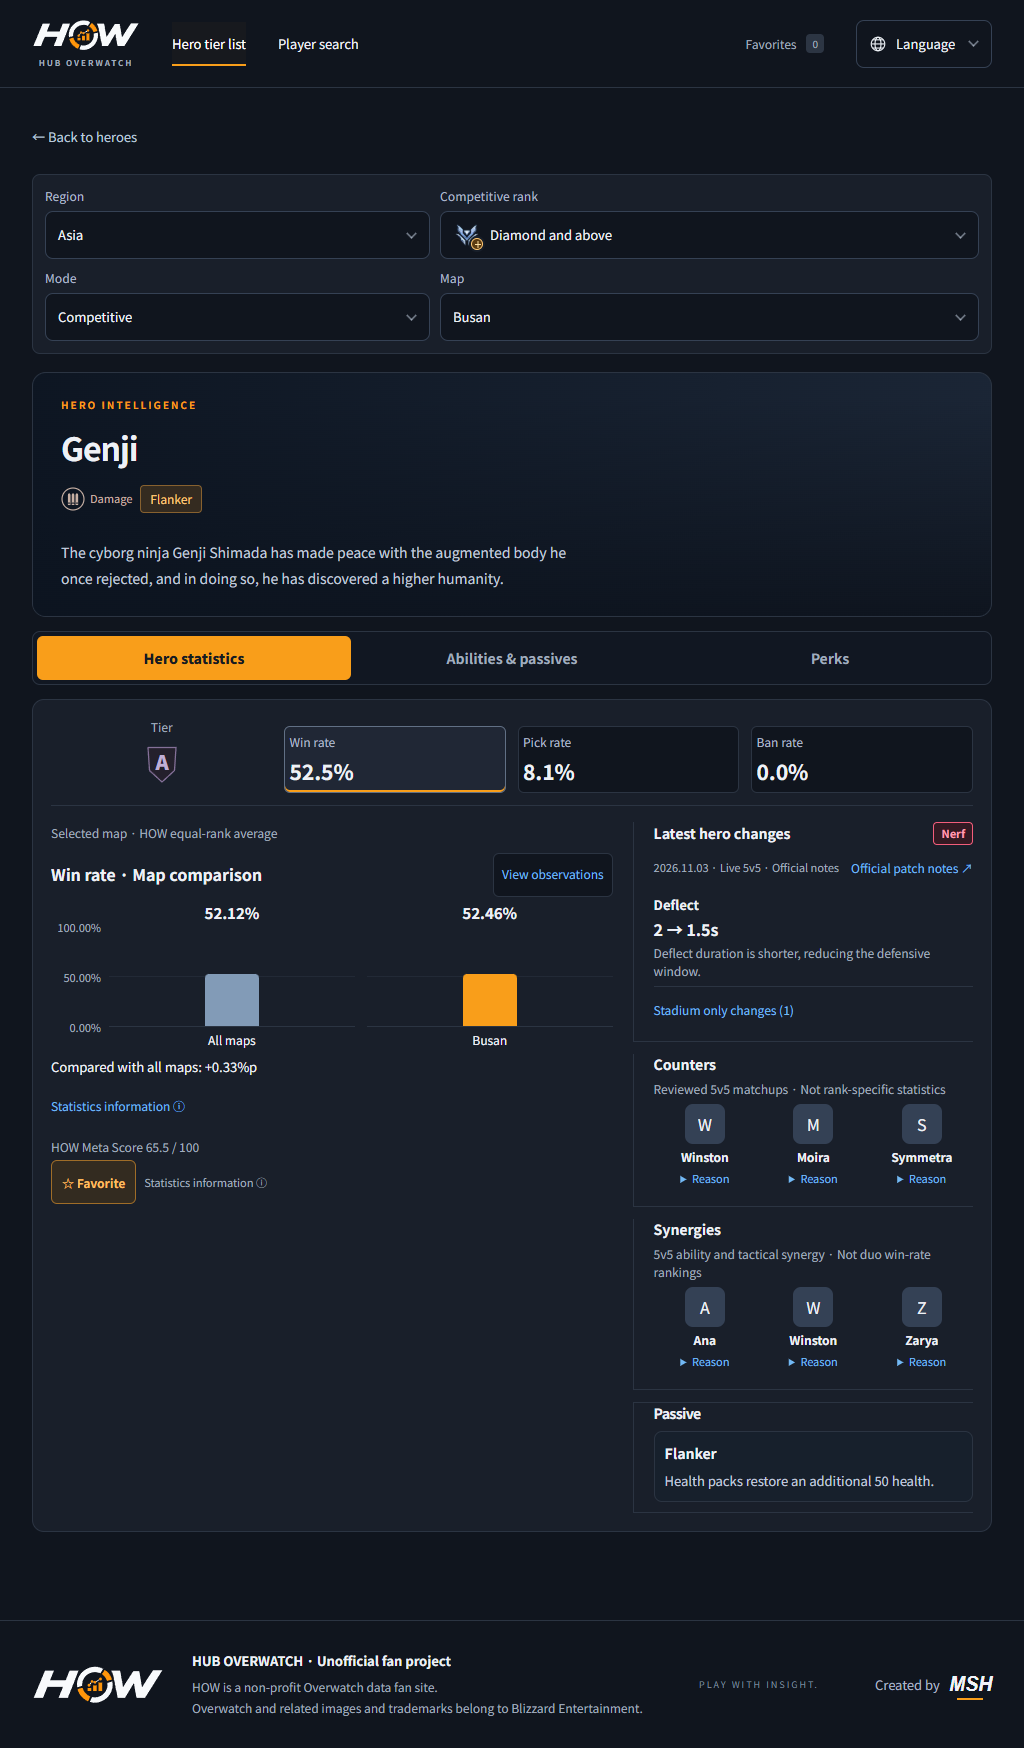 HOW
HUB OVERWATCH
Hero tier list
Player search
Favorites 0
Language
← Back to heroes
Region
Competitive rank
Asia
Diamond and above
Mode
Map
Competitive
Busan
HERO INTELLIGENCE
Genji
Damage
Flanker
The cyborg ninja Genji Shimada has made peace with the augmented body he
once rejected, and in doing so, he has discovered a higher humanity.
Hero statistics
Abilities & passives
Perks
Tier
A
Win rate
52.5%
Pick rate
8.1%
Ban rate
0.0%
Selected map · HOW equal-rank average
Win rate · Map comparison
View observations
52.12%
52.46%
100.00%
50.00%
0.00%
All maps
Busan
Compared with all maps: +0.33%p
Statistics information ⓘ
HOW Meta Score 65.5 / 100
☆ Favorite
Statistics information ⓘ
Latest hero changes
Nerf
2026.11.03 · Live 5v5 · Official notes
Official patch notes ↗
Deflect
2 → 1.5s
Deflect duration is shorter, reducing the defensive
window.
Stadium only changes (1)
Counters
Reviewed 5v5 matchups · Not rank-specific statistics
W
M
S
Winston
Moira
Symmetra
▶ Reason
▶ Reason
▶ Reason
Synergies
5v5 ability and tactical synergy · Not duo win-rate
rankings
A
W
Z
Ana
Winston
Zarya
▶ Reason
▶ Reason
▶ Reason
Passive
Flanker
Health packs restore an additional 50 health.
HOW
HUB OVERWATCH · Unofficial fan project
HOW is a non-profit Overwatch data fan site.
Overwatch and related images and trademarks belong to Blizzard Entertainment.
PLAY WITH INSIGHT.
Created by MSH